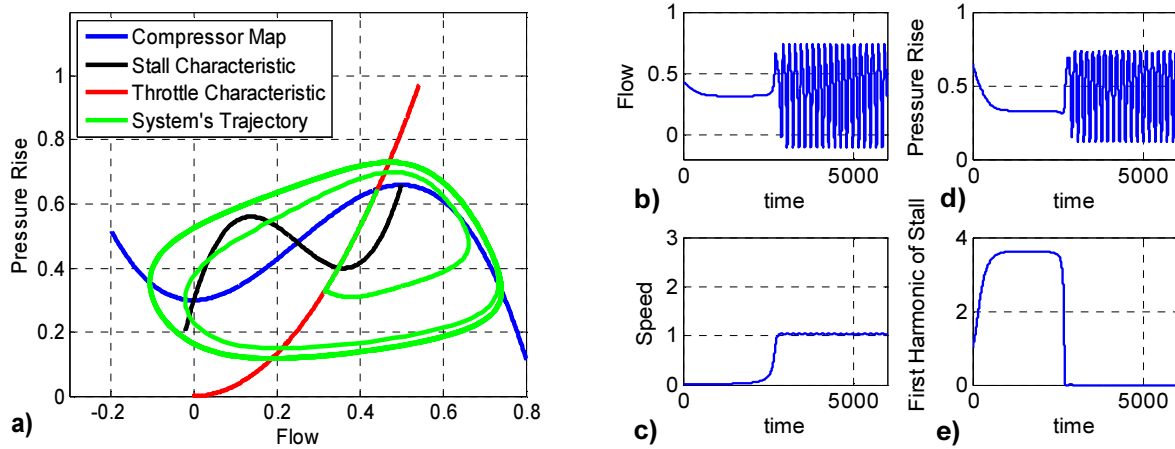 Compressor Map
Stall Characteristic
Throttle Characteristic
System's Trajectory
Pressure Rise
1
0.8
0.6
0.4
0.2
0
-0.2 0 0.2 0.4 0.6 0.8
Flow
a)
Flow
1
0.5
0
0 5000
time
b)
Speed
3
2
1
0
0 5000
time
c)
Pressure Rise
1
0.5
0
0 5000
time
d)
First Harmonic of Stall
4
2
0
0 5000
time
e)